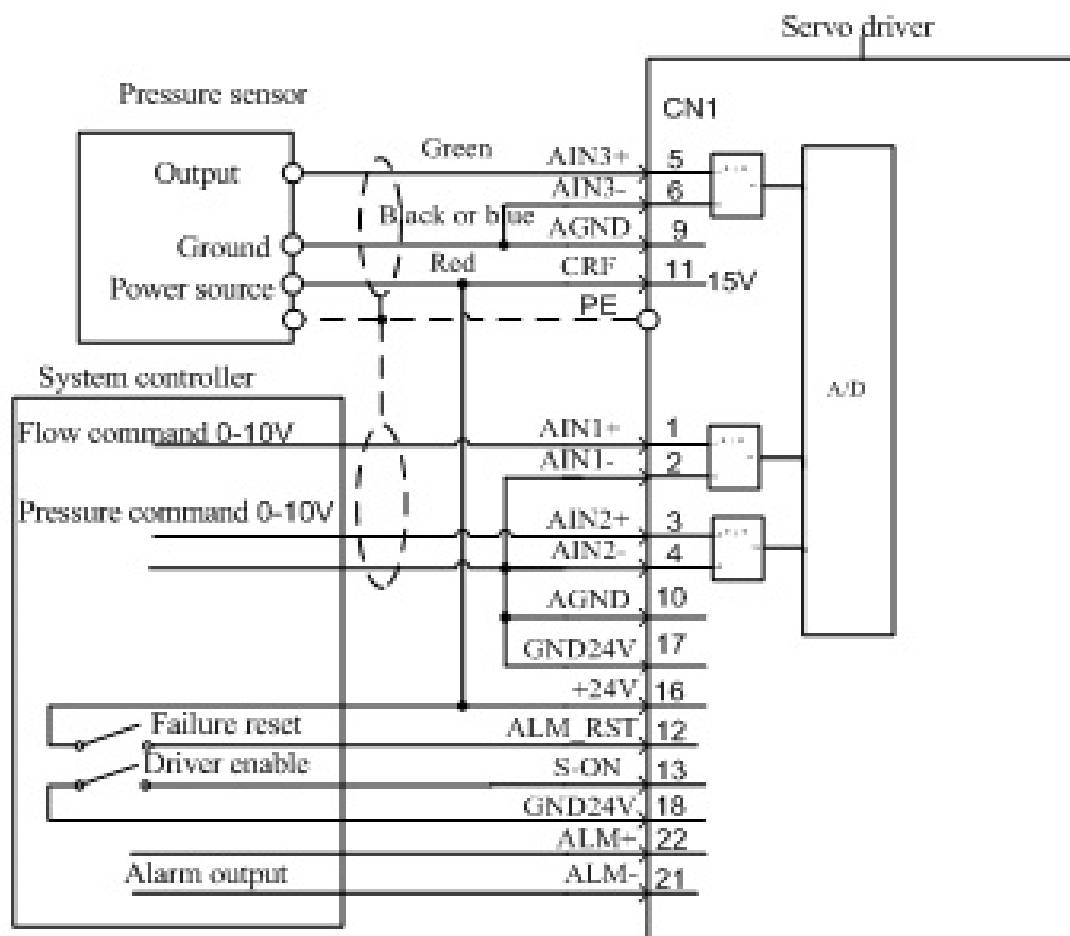 Servo driver
Pressure sensor
CN1
Output
Green
AIN3+
5
AIN3-
6
Black or blue
Ground
AGND
9
Red
CRF
11
15V
Power source
PE
System controller
A/D
Flow command 0-10V
AIN1+
1
AIN1-
2
Pressure command 0-10V
AIN2+
3
AIN2-
4
AGND
10
GND24V
17
+24V
16
Failure reset
ALM_RST
12
Driver enable
S-ON
13
GND24V
18
ALM+
22
Alarm output
ALM-
21